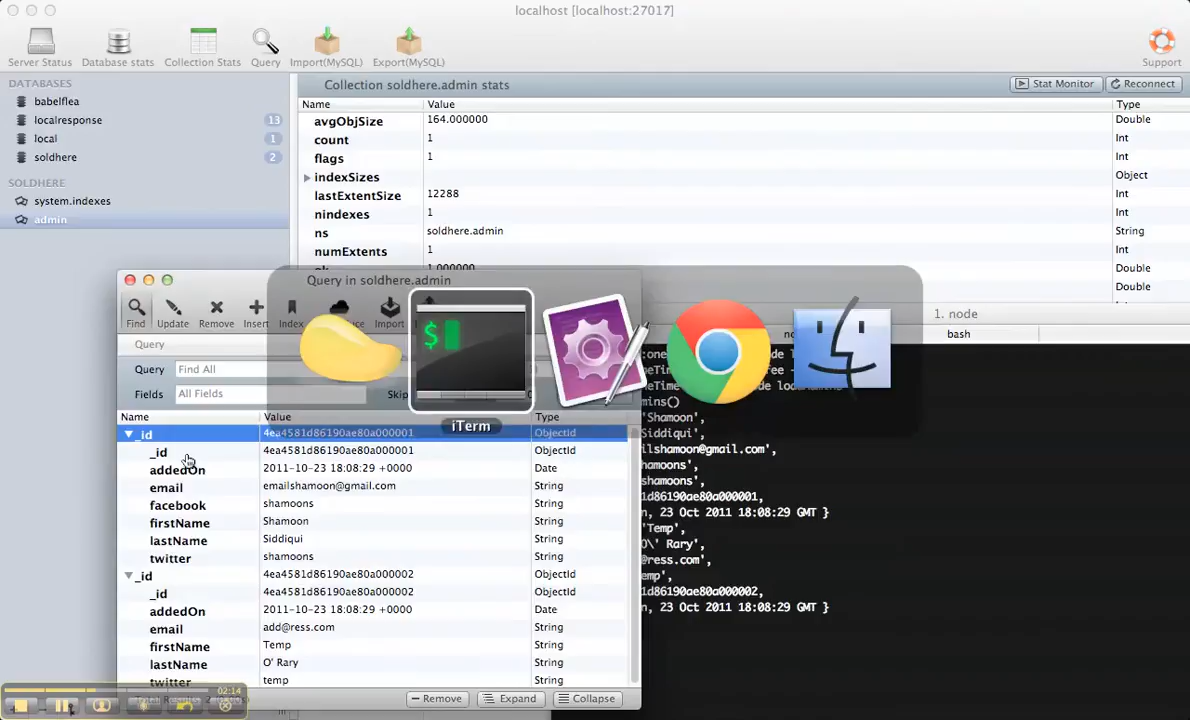 localhost [localhost:27017]
Server Status Database stats Collection Stats Query Import(MySQL) Export(MySQL) Support
DATABASES
babelflea
localresponse 13
local 1
soldhere 2
SOLDHERE
system.indexes
admin
Collection soldhere.admin stats Stat Monitor Reconnect
Name Value Type
avgObjSize 164.000000 Double
count 1 Int
flags 1 Int
indexSizes Object
lastExtentSize 12288 Int
nindexes 1 Int
ns soldhere.admin String
numExtents 1 Int
1.000000 Double
Int
Query in soldhere.admin
Find Update Remove Insert Index Import
Query
Query Find All
Fields All Fields Skip
Name Value Type
_id 4ea4581d86190ae80a000001 ObjectId
_id 4ea4581d86190ae80a000001 ObjectId
addedOn 2011-10-23 18:08:29 +0000 Date
email emailshamoon@gmail.com String
facebook shamoons String
firstName Shamoon String
lastName Siddiqui String
twitter shamoons String
_id 4ea4581d86190ae80a000002 ObjectId
_id 4ea4581d86190ae80a000002 ObjectId
addedOn 2011-10-23 18:08:29 +0000 Date
email add@ress.com String
firstName Temp String
lastName O' Rary String
twitter temp String
Remove Expand Collapse
02:14
$
iTerm
1. node
bash
mins()
Shamoon',
Siddiqui',
ilshamoon@gmail.com',
hamoons',
shamoons',
1d86190ae80a000001,
n, 23 Oct 2011 18:08:29 GMT }
'Temp',
'O\' Rary',
@ress.com',
emp',
1d86190ae80a000002,
n, 23 Oct 2011 18:08:29 GMT }